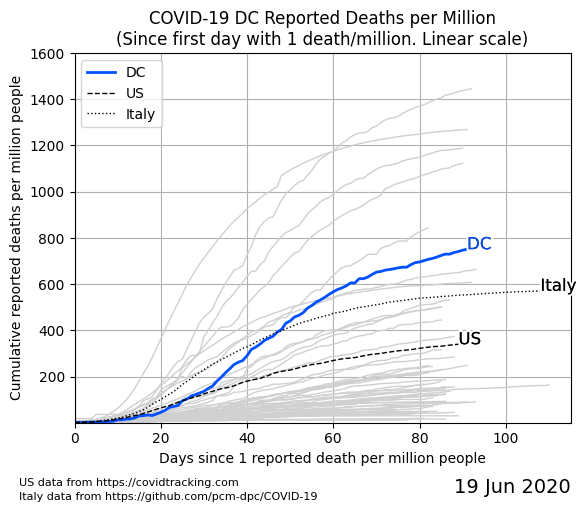 COVID-19 DC Reported Deaths per Million
(Since first day with 1 death/million. Linear scale)
1600
1400
1200
1000
800
600
400
200
Cumulative reported deaths per million people
DC
US
Italy
DC
Italy
US
0
20
40
60
80
100
Days since 1 reported death per million people
US data from https://covidtracking.com
Italy data from https://github.com/pcm-dpc/COVID-19
19 Jun 2020